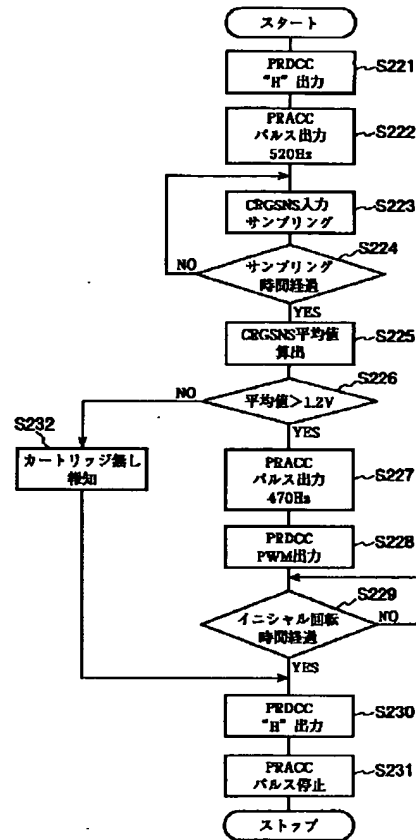 スタート
PRDCC
"H" 出力
S221
PRACC
パルス出力
520Hz
S222
CRGSNS入力
サンプリング
S223
サンプリング
時間経過
S224
NO
YES
CRGSNS平均値
算出
S225
平均値>1.2V
S226
NO
YES
S232
カートリッジ無し
報知
PRACC
パルス出力
470Hz
S227
PRDCC
PWM出力
S228
イニシャル回転
時間経過
S229
NO
YES
PRDCC
"H" 出力
S230
PRACC
パルス停止
S231
ストップ